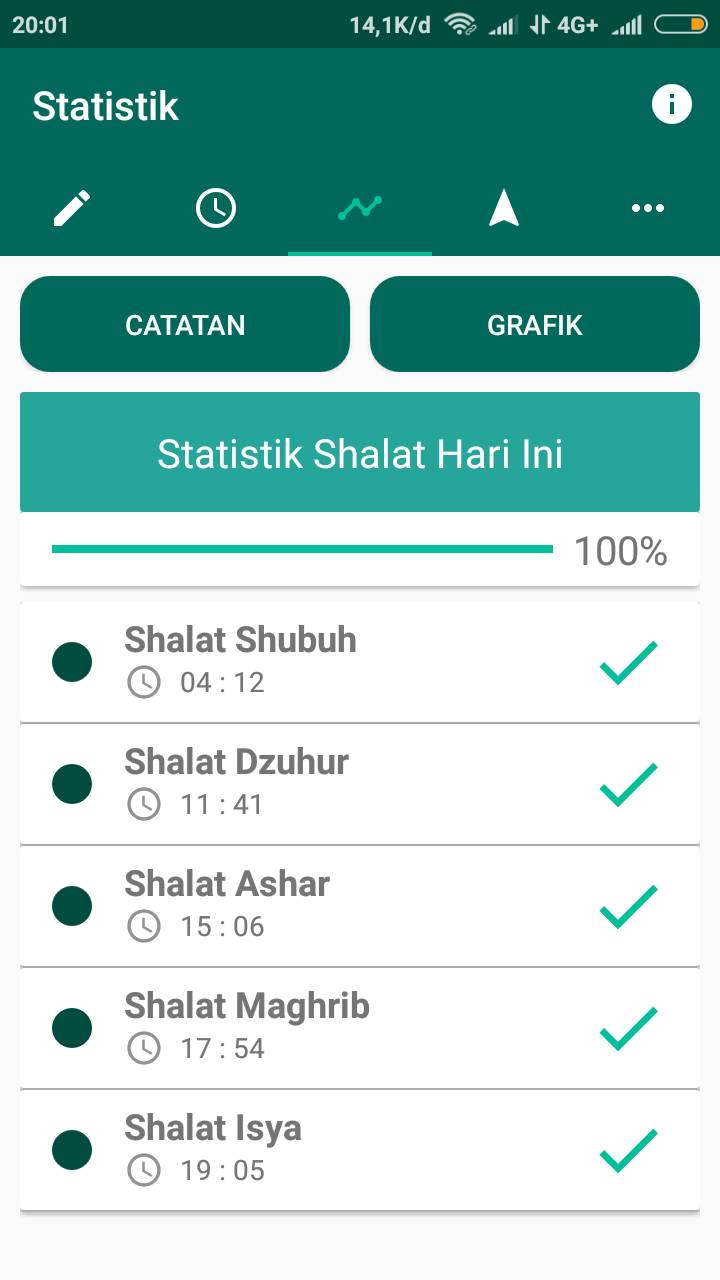 20:01 14,1K/d 4G+
Statistik
CATATAN GRAFIK
Statistik Shalat Hari Ini
100%
Shalat Shubuh
04 : 12
Shalat Dzuhur
11 : 41
Shalat Ashar
15 : 06
Shalat Maghrib
17 : 54
Shalat Isya
19 : 05